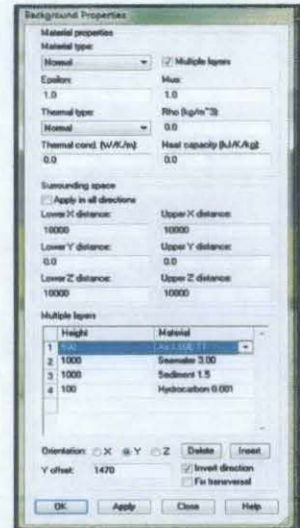 Background Properties
Material properties
Material type:
Normal
Multiple layers
Epsilon:
Mue:
1.0
1.0
Thermal type:
Rho (kg/m^3):
Normal
0.0
Thermal cond. (W/K/m):
Heat capacity (kJ/K/kg):
0.0
0.0
Surrounding space
Apply in all directions
Lower X distance:
Upper X distance:
10000
10000
Lower Y distance:
Upper Y distance:
0.0
0.0
Lower Z distance:
Upper Z distance:
10000
10000
Multiple layers
Height Material
1
2 1000 Seawater 3.00
3 1000 Sediment 1.5
4 100 Hydrocarbon 0.001
Orientation: X Y Z Delete Insert
Y offset: 1470
Invert direction
Fix transversal
OK Apply Close Help